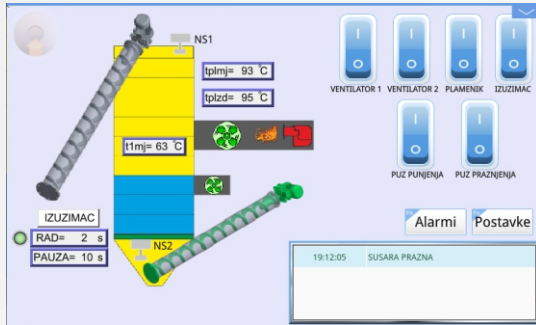 NS1
tplmj= 93 °C
tplzd= 95 °C
t1mj= 63 °C
IZUZIMAC
RAD= 2 s
PAUZA= 10 s
NS2
I
O
VENTILATOR 1
I
O
VENTILATOR 2
I
O
PLAMENIK
I
O
IZUZIMAC
I
O
PUZ PUNJENJA
I
O
PUZ PRAZNJENJA
Alarmi
Postavke
19:12:05 SUSARA PRAZNA